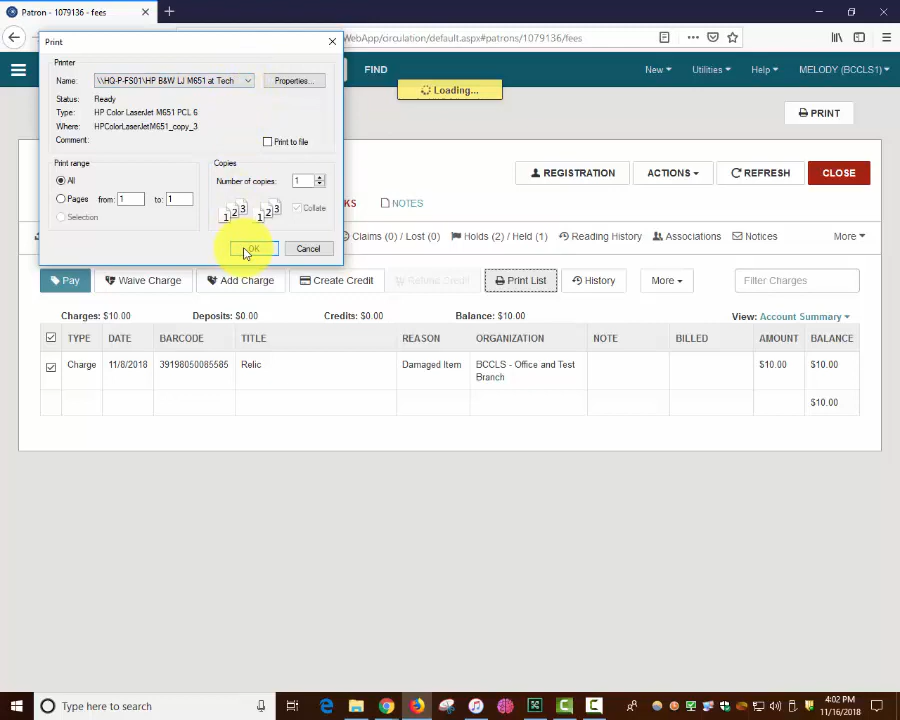 Patron - 1079136 - fees
WebApp/circulation/default.aspx#patrons/1079136/fees
Print
Printer
Name: \\HQ-P-FS01\HP B&W LJ M651 at Tech Properties...
Status: Ready
Type: HP Color LaserJet M651 PCL 6
Where: HPColorLaserJetM651_copy_3
Comment: Print to file
Print range Copies
All Number of copies: 1
Pages from: 1 to: 1
Selection Collate
OK Cancel
FIND New Utilities Help MELODY (BCCLS1)
Loading...
PRINT
REGISTRATION ACTIONS REFRESH CLOSE
KS NOTES
Claims (0) / Lost (0) Holds (2) / Held (1) Reading History Associations Notices More
Pay Waive Charge Add Charge Create Credit Refund Credit Print List History More Filter Charges
Charges: $10.00 Deposits: $0.00 Credits: $0.00 Balance: $10.00 View: Account Summary
TYPE DATE BARCODE TITLE REASON ORGANIZATION NOTE BILLED AMOUNT BALANCE
Charge 11/8/2018 39198050085585 Relic Damaged Item BCCLS - Office and Test Branch $10.00 $10.00
$10.00
Type here to search
4:02 PM
11/16/2018